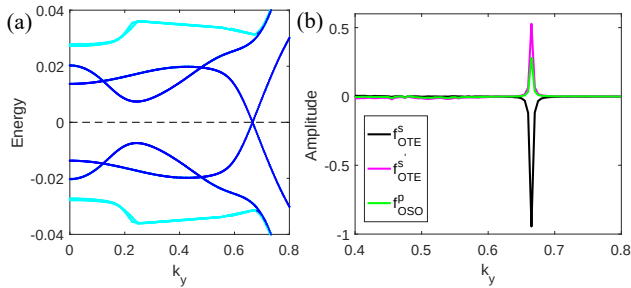 (a)
0.04
0.02
0
-0.02
-0.04
Energy
0 0.2 0.4 0.6 0.8
k_y
(b)
0.5
0
-0.5
-1
Amplitude
f^s_OTE
f^s_OTE
f^p_OSO
0.4 0.5 0.6 0.7 0.8
k_y